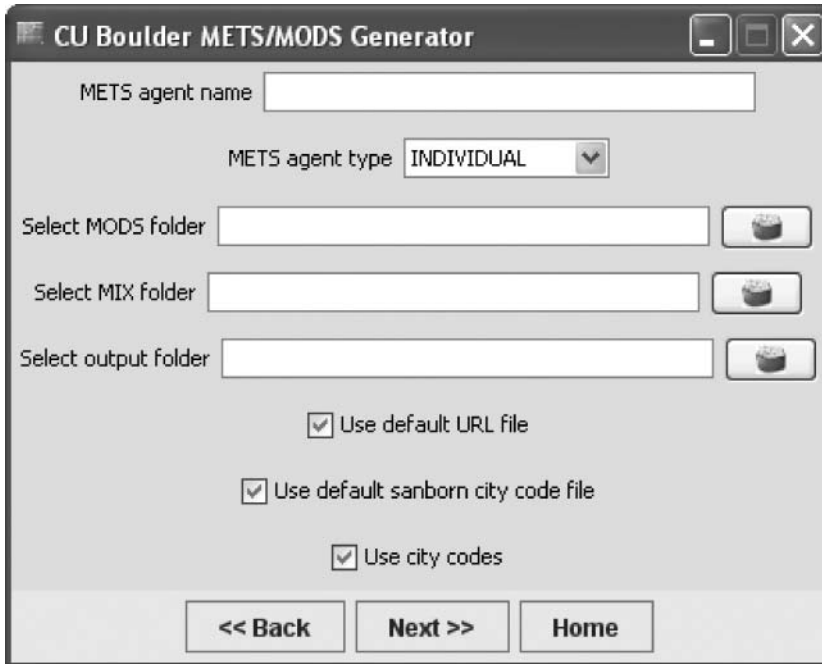 CU Boulder METS/MODS Generator
METS agent name
METS agent type INDIVIDUAL
Select MODS folder
Select MIX folder
Select output folder
Use default URL file
Use default sanborn city code file
Use city codes
<< Back Next >> Home